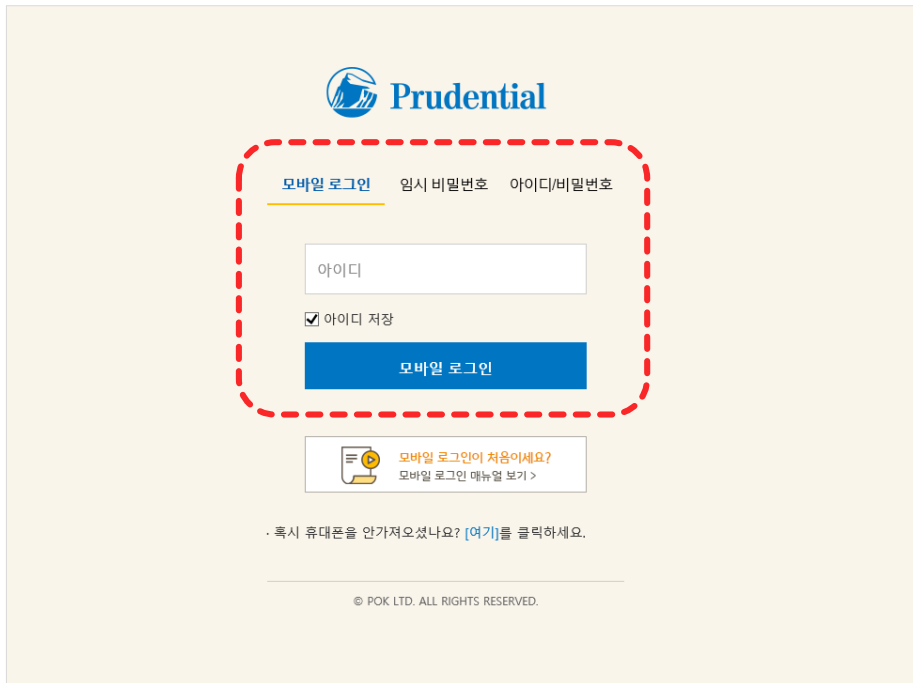 Prudential
모바일 로그인 임시 비밀번호 아이디/비밀번호
아이디
아이디 저장
모바일 로그인
모바일 로그인이 처음이세요?
모바일 로그인 매뉴얼 보기 >
· 혹시 휴대폰을 안가져오셨나요? [여기]를 클릭하세요.
© POK LTD. ALL RIGHTS RESERVED.